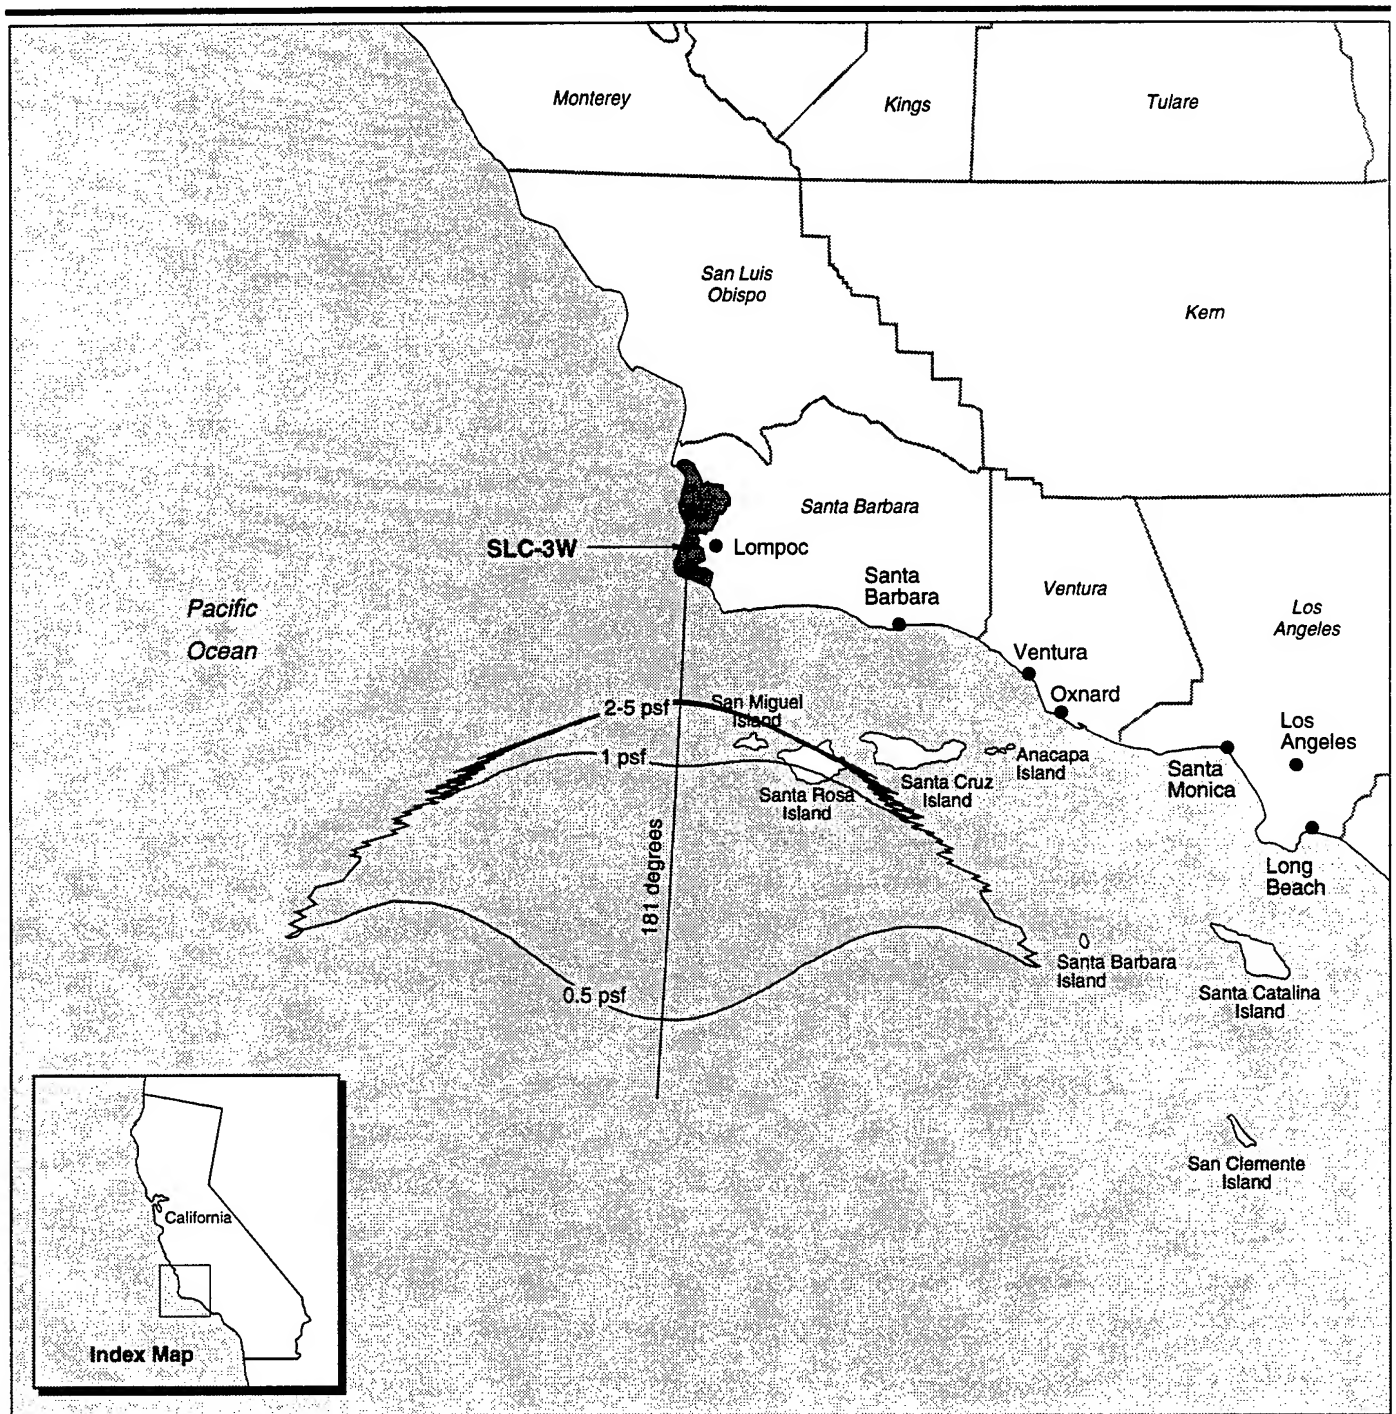 Monterey
Kings
Tulare
San Luis
Obispo
Kern
Santa Barbara
SLC-3W
Lompoc
Santa
Barbara
Ventura
Los
Angeles
Pacific
Ocean
Ventura
Oxnard
San Miguel
Island
2-5 psf
1 psf
Los
Angeles
Anacapa
Island
Santa
Monica
Santa Cruz
Island
Santa Rosa
Island
181 degrees
Long
Beach
Santa Barbara
Island
0.5 psf
Santa Catalina
Island
San Clemente
Island
California
Index Map